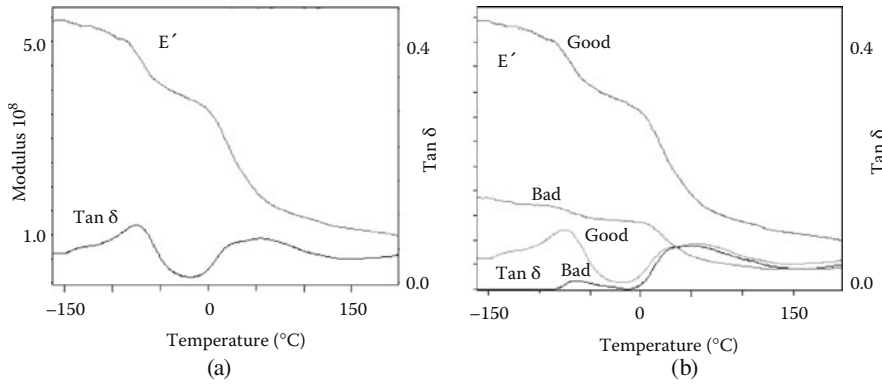 5.0
E´
0.4
Modulus 10⁸
Tan δ
Tan δ
1.0
0.0
−150
0
150
Temperature (°C)
(a)
Good
0.4
E´
Bad
Tan δ
Good
Tan δ
Bad
0.0
−150
0
150
Temperature (°C)
(b)